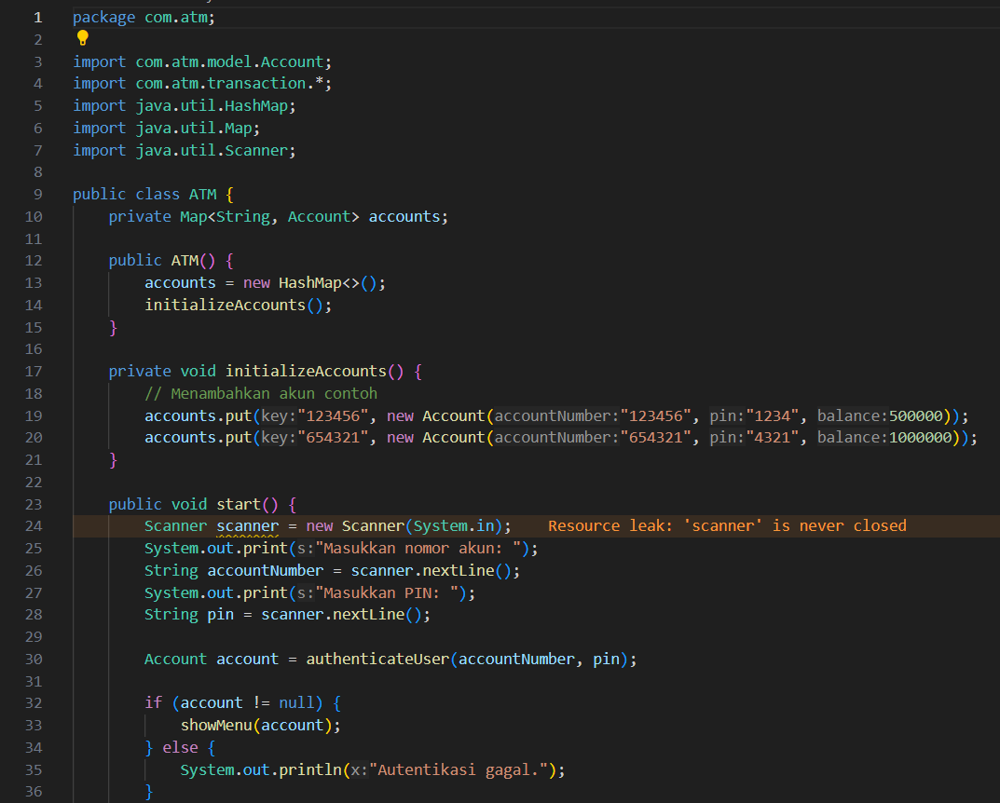 1 package com.atm;
2
3 import com.atm.model.Account;
4 import com.atm.transaction.*;
5 import java.util.HashMap;
6 import java.util.Map;
7 import java.util.Scanner;
8
9 public class ATM {
10     private Map<String, Account> accounts;
11
12     public ATM() {
13         accounts = new HashMap<>();
14         initializeAccounts();
15     }
16
17     private void initializeAccounts() {
18         // Menambahkan akun contoh
19         accounts.put(key:"123456", new Account(accountNumber:"123456", pin:"1234", balance:500000));
20         accounts.put(key:"654321", new Account(accountNumber:"654321", pin:"4321", balance:1000000));
21     }
22
23     public void start() {
24         Scanner scanner = new Scanner(System.in);    Resource leak: 'scanner' is never closed
25         System.out.print(s:"Masukkan nomor akun: ");
26         String accountNumber = scanner.nextLine();
27         System.out.print(s:"Masukkan PIN: ");
28         String pin = scanner.nextLine();
29
30         Account account = authenticateUser(accountNumber, pin);
31
32         if (account != null) {
33             showMenu(account);
34         } else {
35             System.out.println(x:"Autentikasi gagal.");
36         }